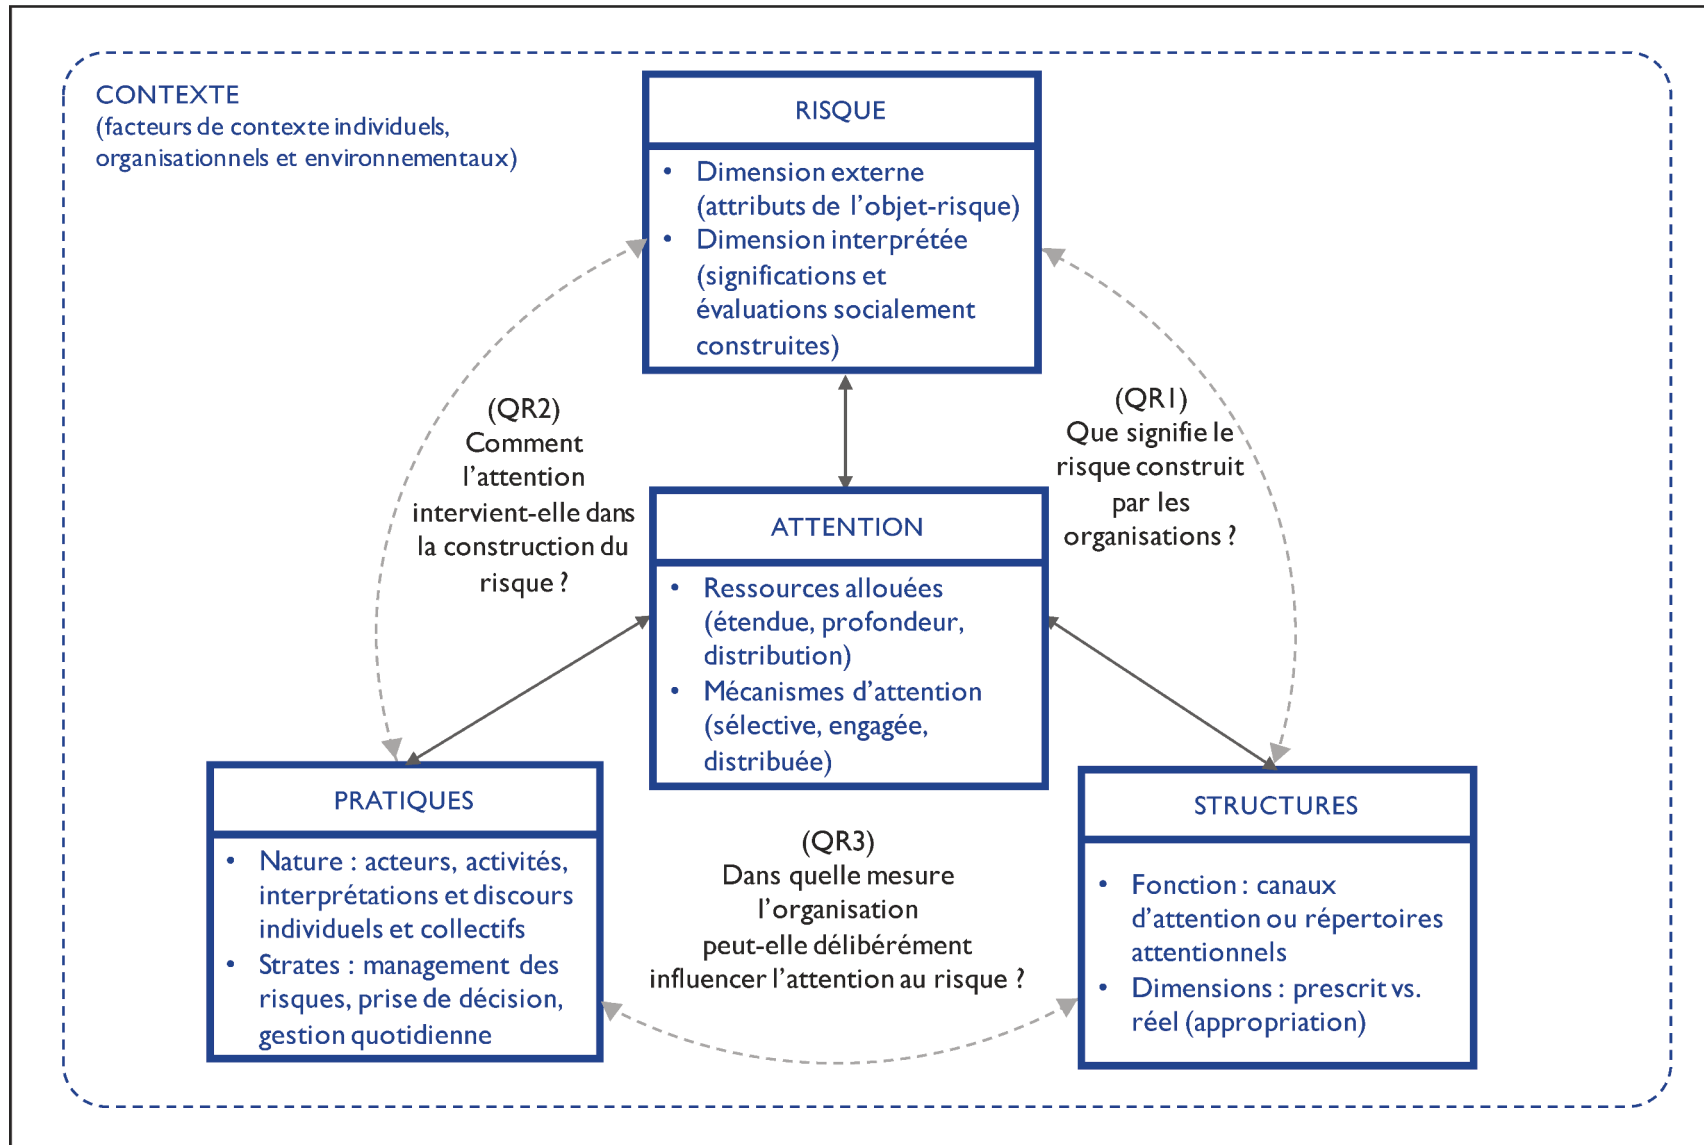 CONTEXTE
(facteurs de contexte individuels,
organisationnels et environnementaux)
RISQUE
• Dimension externe
(attributs de l'objet-risque)
• Dimension interprétée
(significations et
évaluations socialement
construites)
(QR2)
Comment
l'attention
intervient-elle dans
la construction du
risque ?
(QR1)
Que signifie le
risque construit
par les
organisations ?
ATTENTION
• Ressources allouées
(étendue, profondeur,
distribution)
• Mécanismes d'attention
(sélective, engagée,
distribuée)
PRATIQUES
• Nature : acteurs, activités,
interprétations et discours
individuels et collectifs
• Strates : management des
risques, prise de décision,
gestion quotidienne
(QR3)
Dans quelle mesure
l'organisation
peut-elle délibérément
influencer l'attention au risque ?
STRUCTURES
• Fonction : canaux
d'attention ou répertoires
attentionnels
• Dimensions : prescrit vs.
réel (appropriation)